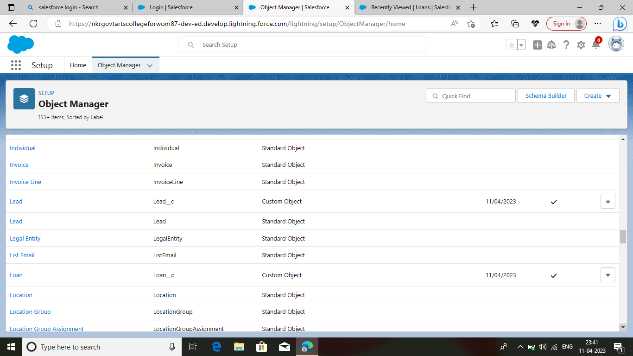 salesforce login - Search
Login | Salesforce
Object Manager | Salesforce
Recently Viewed | Loans | Salesf
https://nkrgovtartscollegeforwom87-dev-ed.develop.lightning.force.com/lightning/setup/ObjectManager/home
Sign in
Search Setup
8
Setup
Home
Object Manager
SETUP
Object Manager
153+ Items, Sorted by Label
Quick Find
Schema Builder
Create
Individual Individual Standard Object
Invoice Invoice Standard Object
Invoice Line InvoiceLine Standard Object
Lead Lead__c Custom Object 11/04/2023
Lead Lead Standard Object
Legal Entity LegalEntity Standard Object
List Email ListEmail Standard Object
Loan Loan__c Custom Object 11/04/2023
Location Location Standard Object
Location Group LocationGroup Standard Object
Location Group Assignment LocationGroupAssignment Standard Object
Type here to search
ENG
23:41
11-04-2023